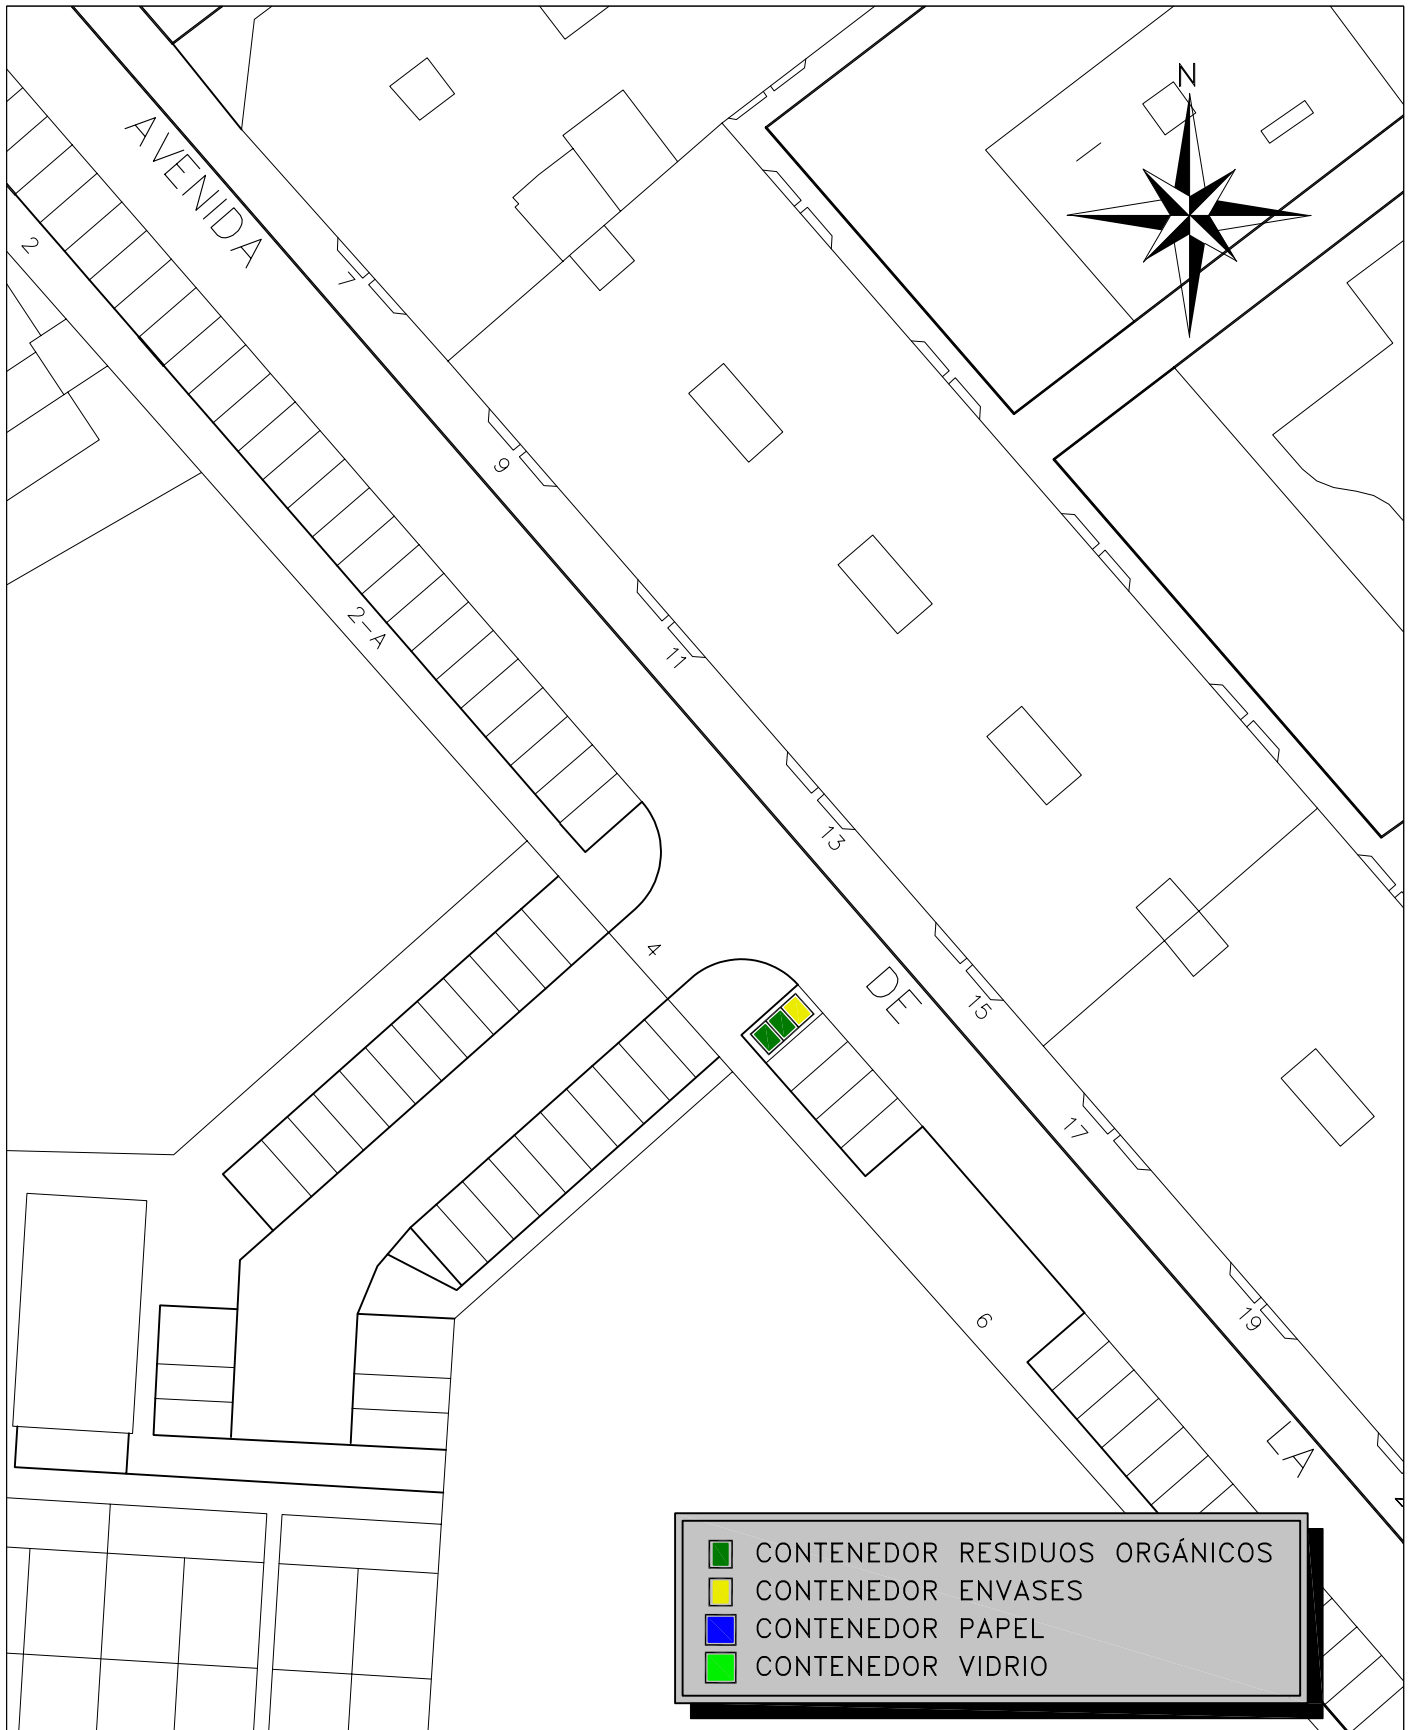 N
AVENIDA
2
7
9
2-A
11
13
4
DE
15
17
6
19
LA
CONTENEDOR RESIDUOS ORGÁNICOS
CONTENEDOR ENVASES
CONTENEDOR PAPEL
CONTENEDOR VIDRIO